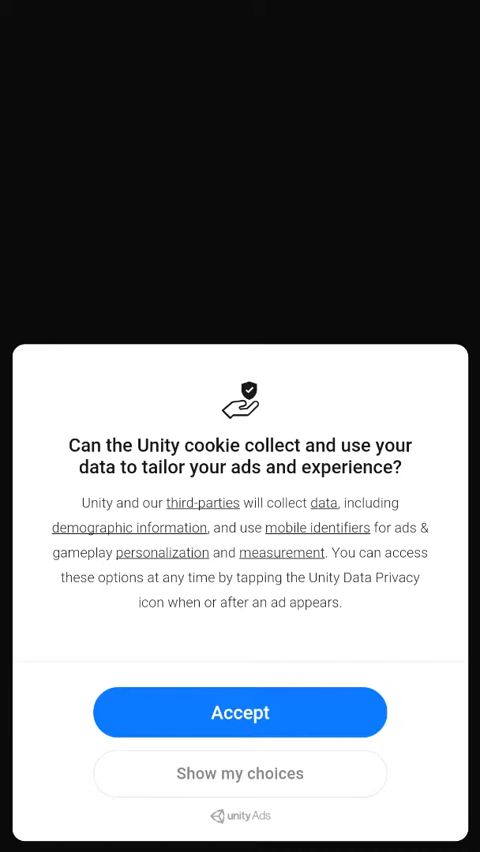 Can the Unity cookie collect and use your
data to tailor your ads and experience?
Unity and our third-parties will collect data, including
demographic information, and use mobile identifiers for ads &
gameplay personalization and measurement. You can access
these options at any time by tapping the Unity Data Privacy
icon when or after an ad appears.
Accept
Show my choices
unity Ads